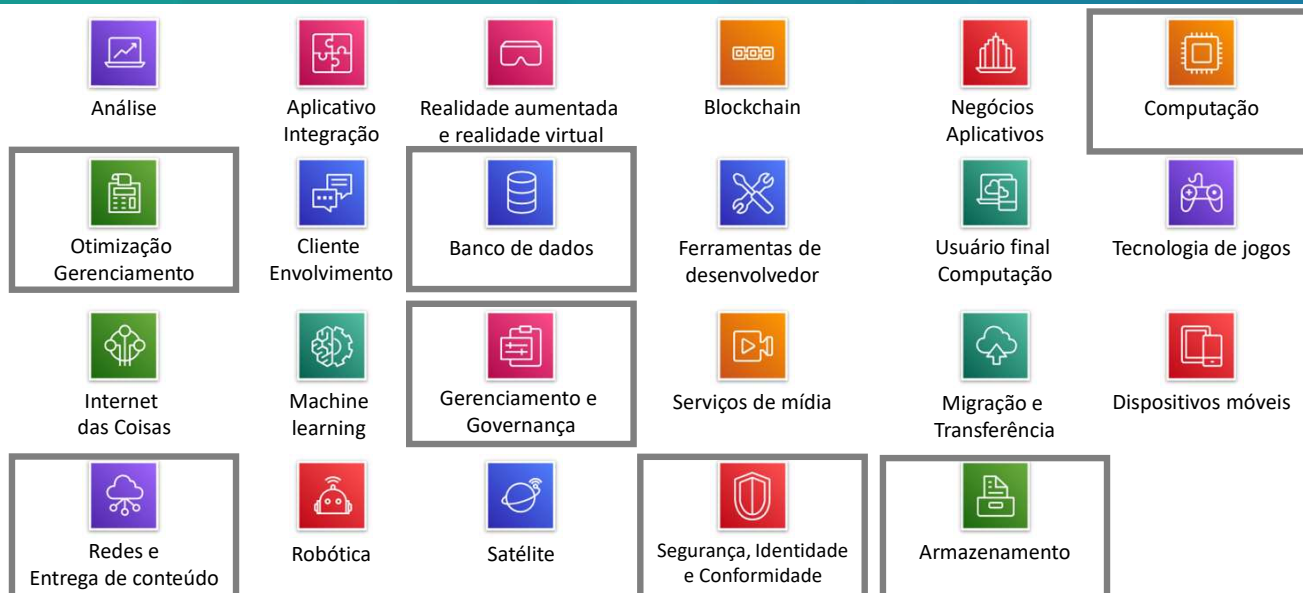 Análise
Aplicativo
Integração
Realidade aumentada
e realidade virtual
Blockchain
Negócios
Aplicativos
Computação
Otimização
Gerenciamento
Cliente
Envolvimento
Banco de dados
Ferramentas de
desenvolvedor
Usuário final
Computação
Tecnologia de jogos
Internet
das Coisas
Machine
learning
Gerenciamento e
Governança
Serviços de mídia
Migração e
Transferência
Dispositivos móveis
Redes e
Entrega de conteúdo
Robótica
Satélite
Segurança, Identidade
e Conformidade
Armazenamento